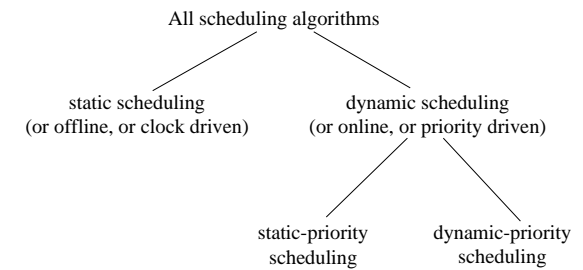 All scheduling algorithms
static scheduling
(or offline, or clock driven)
dynamic scheduling
(or online, or priority driven)
static-priority
scheduling
dynamic-priority
scheduling